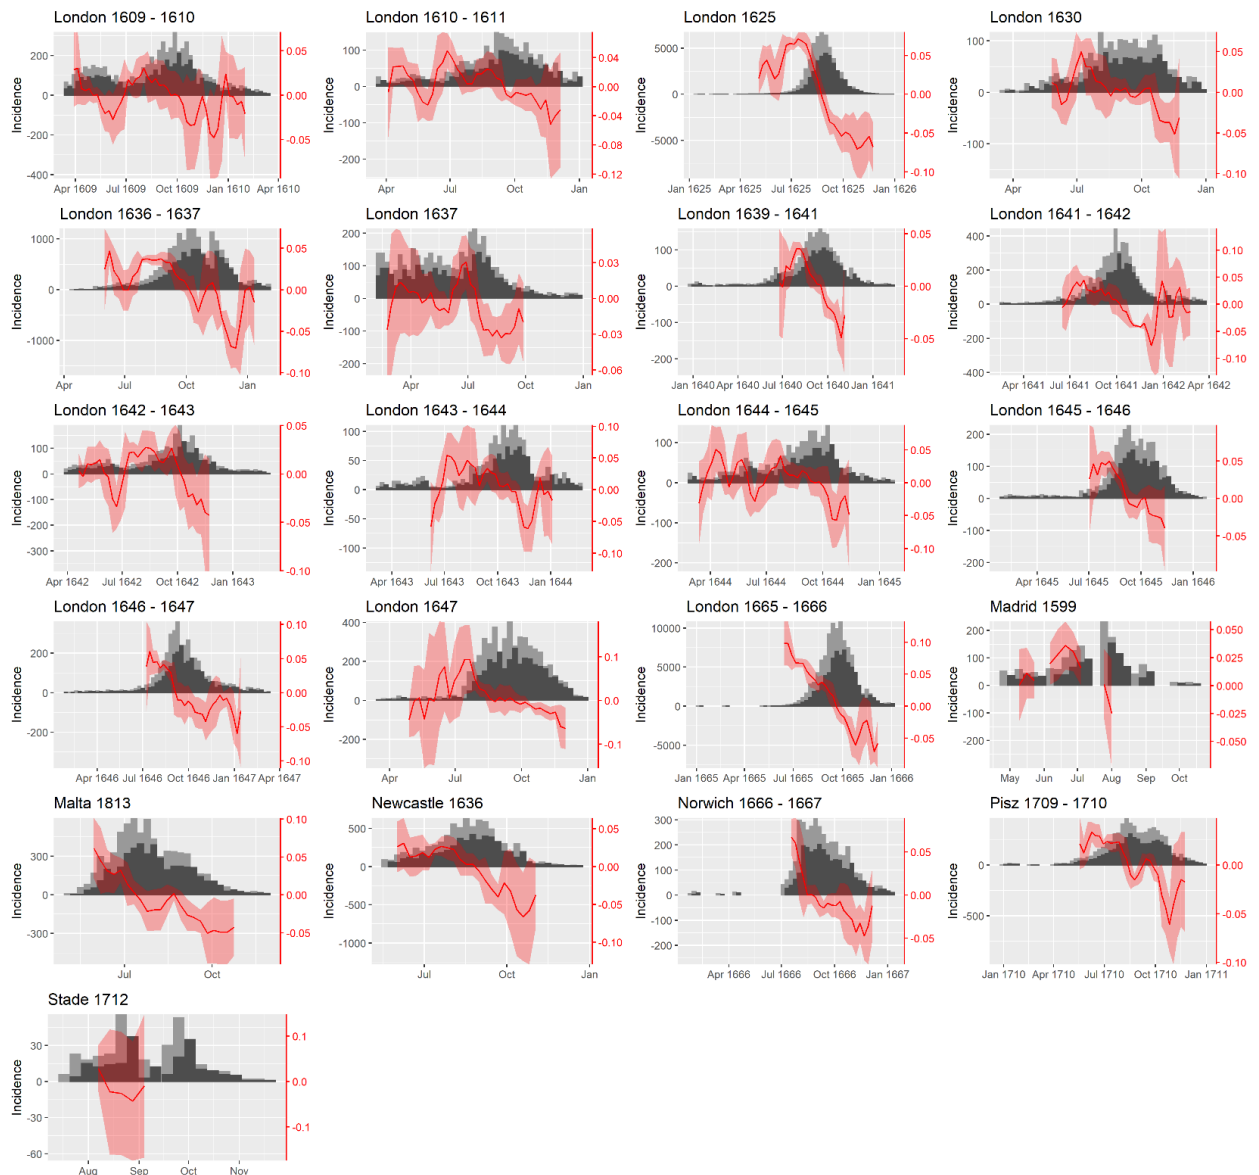 London 1609 - 1610
London 1610 - 1611
London 1625
London 1630
Incidence
200
0
-200
-400
0.05
0.00
-0.05
Apr 1609
Jul 1609
Oct 1609
Jan 1610
Apr 1610
Incidence
100
0
-100
-200
0.04
0.00
-0.04
-0.08
-0.12
Apr
Jul
Oct
Jan
Incidence
5000
0
-5000
0.05
0.00
-0.05
-0.10
Jan 1625
Apr 1625
Jul 1625
Oct 1625
Jan 1626
Incidence
100
0
-100
0.05
0.00
-0.05
-0.10
Apr
Jul
Oct
Jan
London 1636 - 1637
London 1637
London 1639 - 1641
London 1641 - 1642
Incidence
1000
0
-1000
0.05
0.00
-0.05
-0.10
Apr
Jul
Oct
Jan
Incidence
200
100
0
-100
-200
0.03
0.00
-0.03
-0.06
Apr
Jul
Oct
Jan
Incidence
100
0
-100
-200
0.05
0.00
-0.05
Jan 1640
Apr 1640
Jul 1640
Oct 1640
Jan 1641
Incidence
400
200
0
-200
-400
0.10
0.05
0.00
-0.05
-0.10
Apr 1641
Jul 1641
Oct 1641
Jan 1642
Apr 1642
London 1642 - 1643
London 1643 - 1644
London 1644 - 1645
London 1645 - 1646
Incidence
100
0
-100
-200
-300
0.05
0.00
-0.05
-0.10
Apr 1642
Jul 1642
Oct 1642
Jan 1643
Incidence
100
50
0
-50
-100
0.10
0.05
0.00
-0.05
-0.10
Apr 1643
Jul 1643
Oct 1643
Jan 1644
Incidence
100
0
-100
-200
0.05
0.00
-0.05
-0.10
Apr 1644
Jul 1644
Oct 1644
Jan 1645
Incidence
200
100
0
-100
-200
0.05
0.00
-0.05
Apr 1645
Jul 1645
Oct 1645
Jan 1646
London 1646 - 1647
London 1647
London 1665 - 1666
Madrid 1599
Incidence
200
0
-200
0.10
0.05
0.00
-0.05
-0.10
Apr 1646
Jul 1646
Oct 1646
Jan 1647
Apr 1647
Incidence
400
200
0
-200
0.1
0.0
-0.1
Apr
Jul
Oct
Jan
Incidence
10000
5000
0
-5000
0.10
0.05
0.00
-0.05
Jan 1665
Apr 1665
Jul 1665
Oct 1665
Jan 1666
Incidence
200
100
0
-100
-200
0.050
0.025
0.000
-0.025
-0.050
May
Jun
Jul
Aug
Sep
Oct
Malta 1813
Newcastle 1636
Norwich 1666 - 1667
Pisz 1709 - 1710
Incidence
300
0
-300
0.10
0.05
0.00
-0.05
Jul
Oct
Incidence
500
0
-500
-1000
0.05
0.00
-0.05
-0.10
Jul
Oct
Jan
Incidence
300
200
100
0
-100
-200
0.05
0.00
-0.05
Apr 1666
Jul 1666
Oct 1666
Jan 1667
Incidence
0
-500
0.00
-0.05
-0.10
Jan 1710
Apr 1710
Jul 1710
Oct 1710
Jan 1711
Stade 1712
Incidence
30
0
-30
-60
0.1
0.0
-0.1
Aug
Sep
Oct
Nov